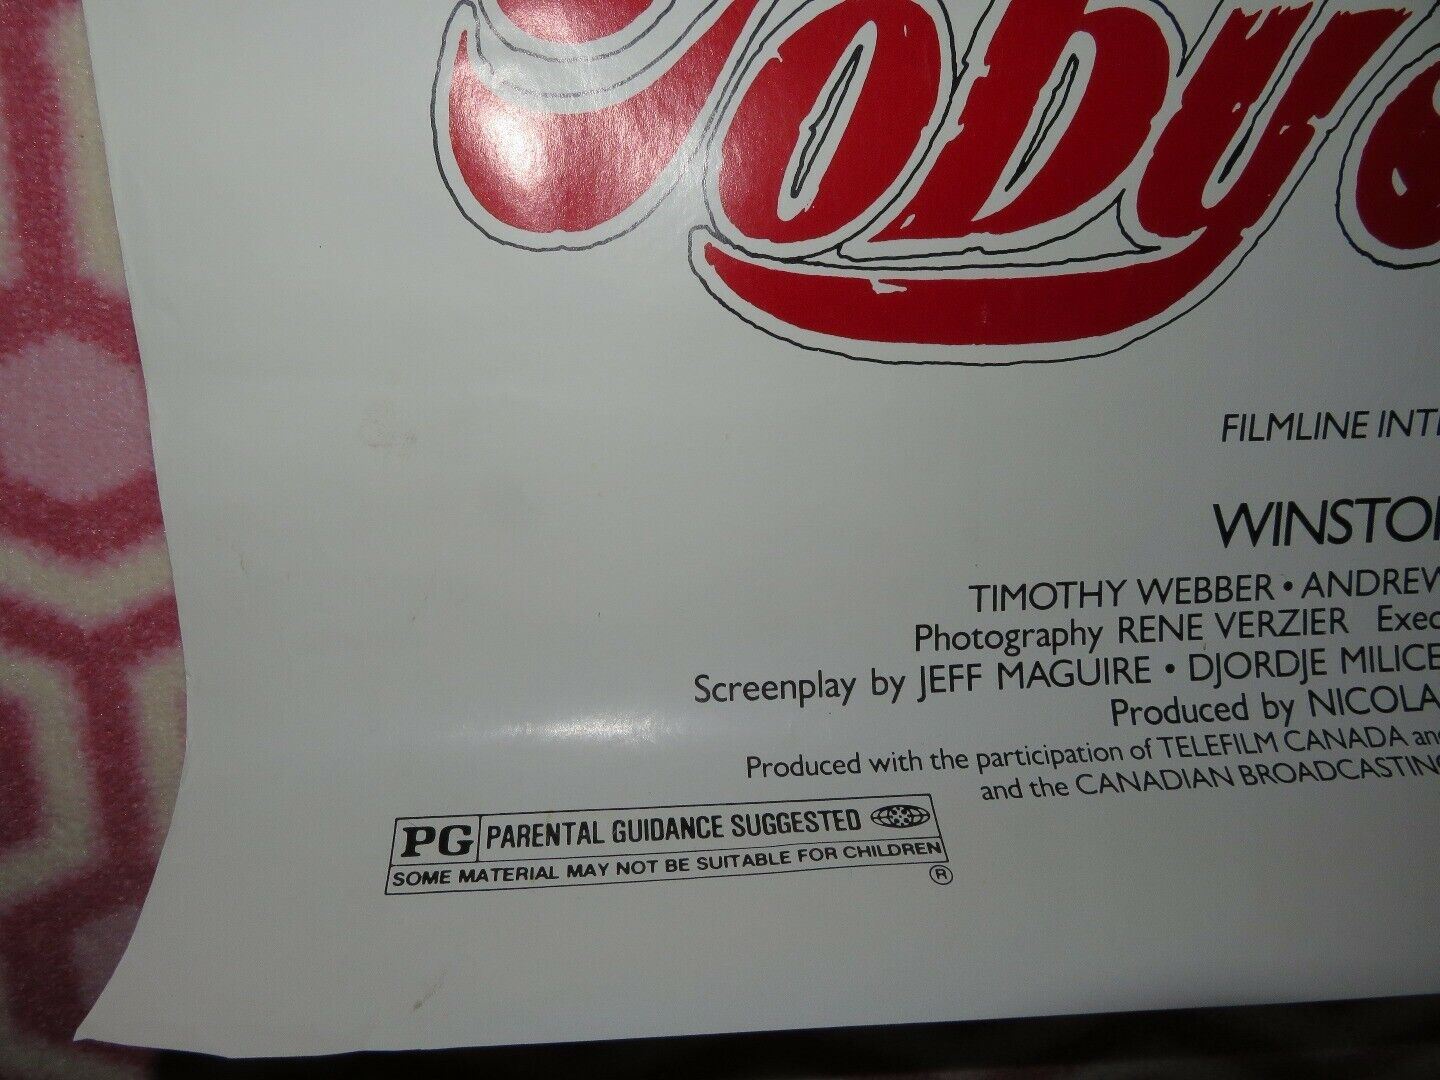 Toby
FILMLINE
WINSTO
TIMOTHY WEBBER • ANDREW
Photography RENE VERZIER Exec
Screenplay by JEFF MAGUIRE • DJORDJE MILICE
Produced by NICOLA
Produced with the participation of TELEFILM CANADA and
and the CANADIAN BROADCASTING
PG PARENTAL GUIDANCE SUGGESTED
SOME MATERIAL MAY NOT BE SUITABLE FOR CHILDREN
®